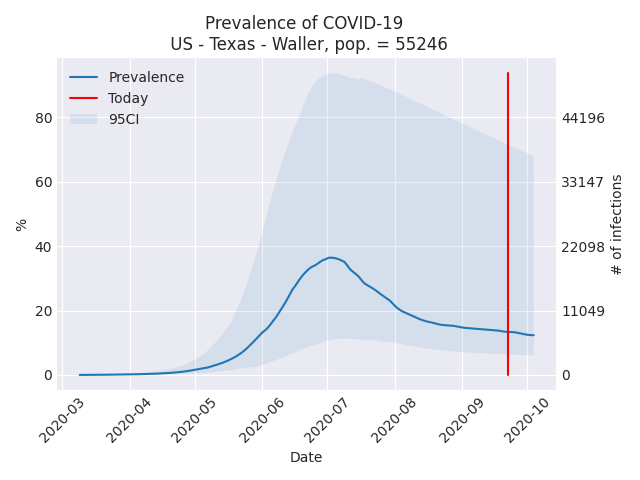 Prevalence of COVID-19
US - Texas - Waller, pop. = 55246
Prevalence
Today
95CI
80
60
40
20
0
%
44196
33147
22098
11049
0
# of infections
2020-03
2020-04
2020-05
2020-06
2020-07
2020-08
2020-09
2020-10
Date